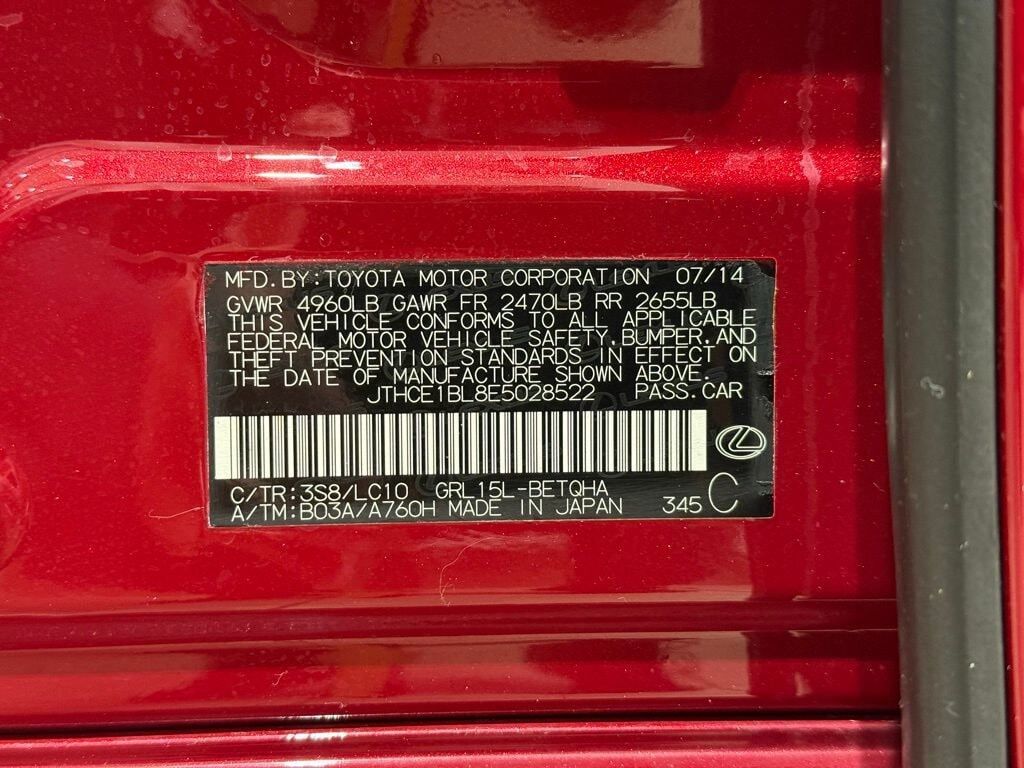 MFD.BY:TOYOTA MOTOR CORPORATION 07/14
GVWR 4960LB GAWR FR 2470LB RR 2655LB
THIS VEHICLE CONFORMS TO ALL APPLICABLE
FEDERAL MOTOR VEHICLE SAFETY,BUMPER,AND
THEFT PREVENTION STANDARDS IN EFFECT ON
THE DATE OF MANUFACTURE SHOWN ABOVE.
JTHCE1BL8E5028522 PASS.CAR
C/TR:3S8/LC10 GRL15L-BETQHA
A/TM:B03A/A760H MADE IN JAPAN 345 C